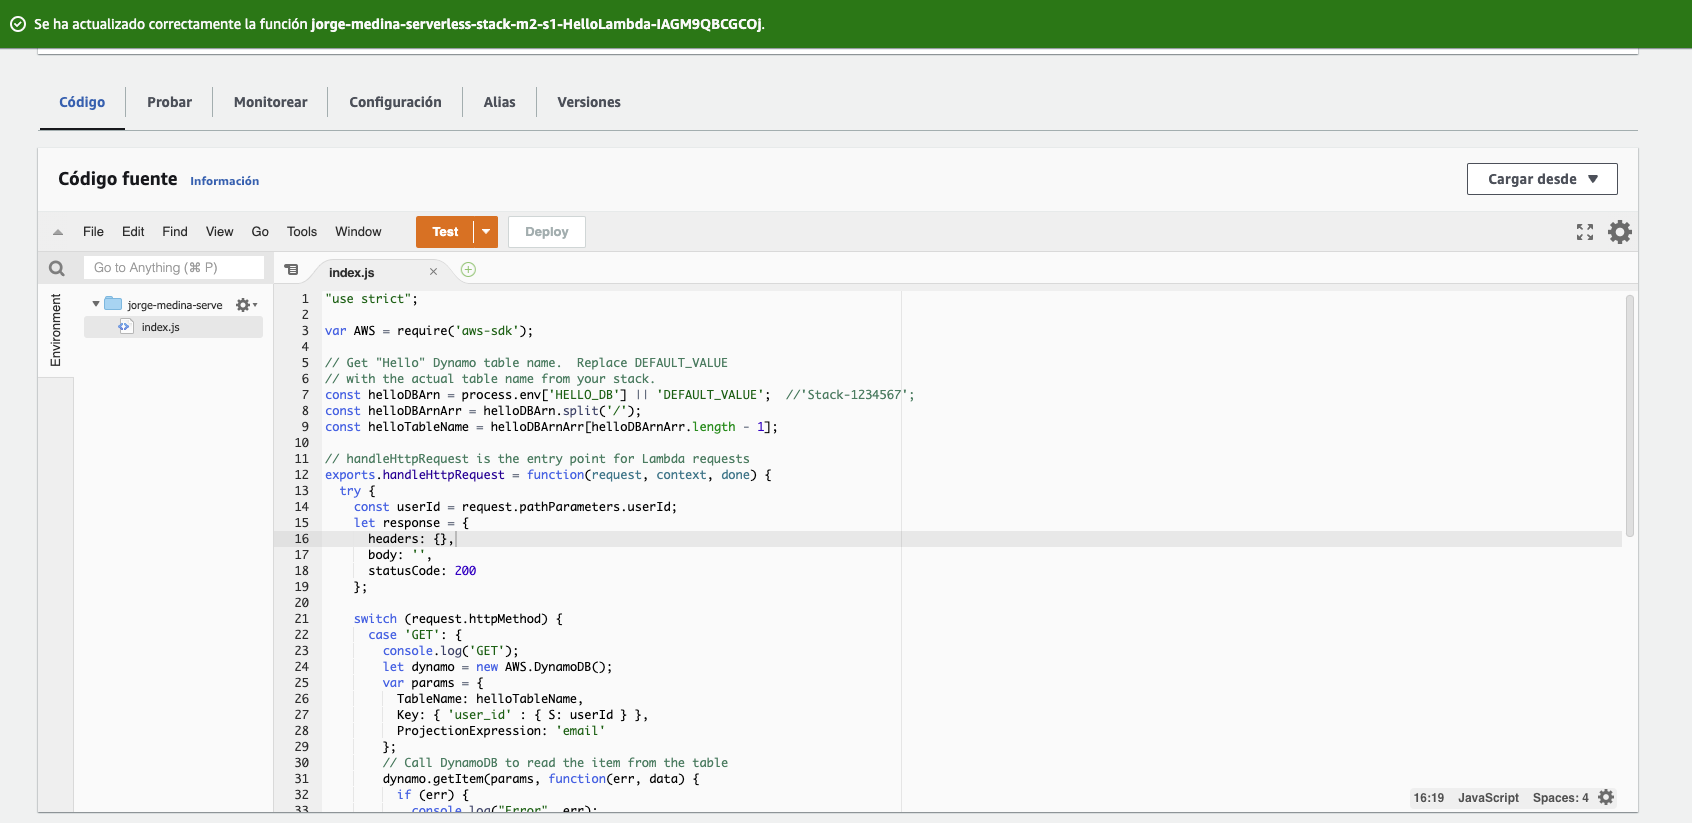 Se ha actualizado correctamente la función jorge-medina-serverless-stack-m2-s1-HelloLambda-IAGM9QBCGCOj.
Código
Probar
Monitorear
Configuración
Alias
Versiones
Código fuente
Información
Cargar desde
File Edit Find View Go Tools Window
Test
Deploy
Go to Anything (⌘ P)
index.js
Environment
jorge-medina-serve
index.js
1 "use strict";
2
3 var AWS = require('aws-sdk');
4
5 // Get "Hello" Dynamo table name.  Replace DEFAULT_VALUE
6 // with the actual table name from your stack.
7 const helloDBArn = process.env['HELLO_DB'] || 'DEFAULT_VALUE';  //'Stack-1234567';
8 const helloDBArnArr = helloDBArn.split('/');
9 const helloTableName = helloDBArnArr[helloDBArnArr.length - 1];
10
11 // handleHttpRequest is the entry point for Lambda requests
12 exports.handleHttpRequest = function(request, context, done) {
13   try {
14     const userId = request.pathParameters.userId;
15     let response = {
16       headers: {},
17       body: '',
18       statusCode: 200
19     };
20
21     switch (request.httpMethod) {
22       case 'GET': {
23         console.log('GET');
24         let dynamo = new AWS.DynamoDB();
25         var params = {
26           TableName: helloTableName,
27           Key: { 'user_id' : { S: userId } },
28           ProjectionExpression: 'email'
29         };
30         // Call DynamoDB to read the item from the table
31         dynamo.getItem(params, function(err, data) {
32           if (err) {
33             console.log("Error", err);
16:19 JavaScript Spaces: 4